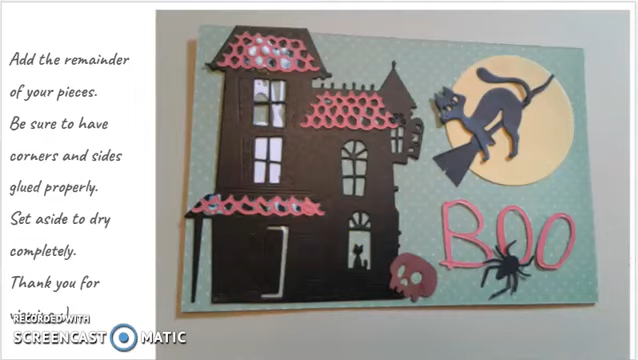 Add the remainder
of your pieces.
Be sure to have
corners and sides
glued properly.
Set aside to dry
completely.
Thank you for
RECORDED WITH
SCREENCAST MATIC
BOO